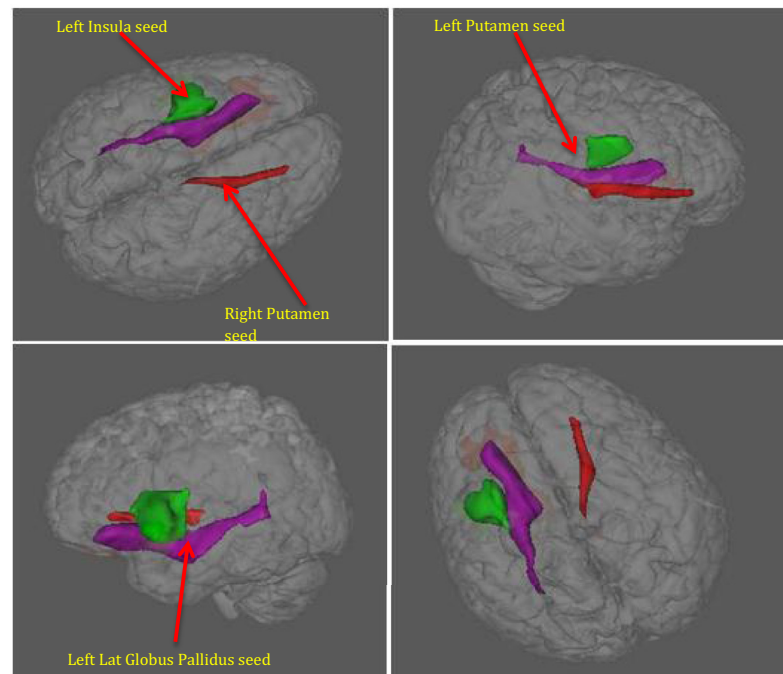 Left Insula seed
Left Putamen seed
Right Putamen
seed
Left Lat Globus Pallidus seed